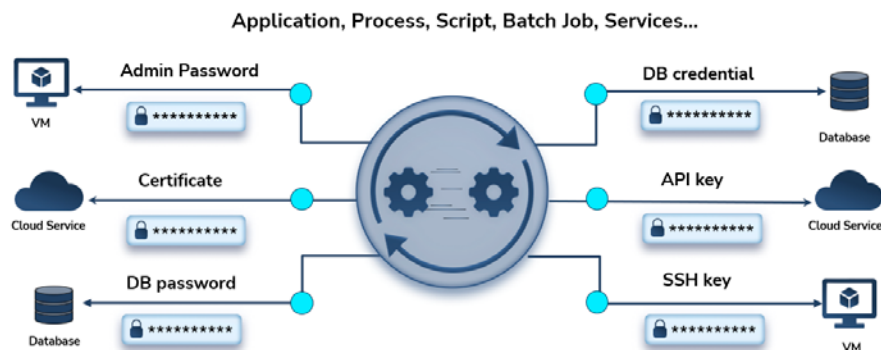 Application, Process, Script, Batch Job, Services...
Admin Password
**********
VM
DB credential
**********
Database
Certificate
**********
Cloud Service
API key
**********
Cloud Service
DB password
**********
Database
SSH key
**********
VM